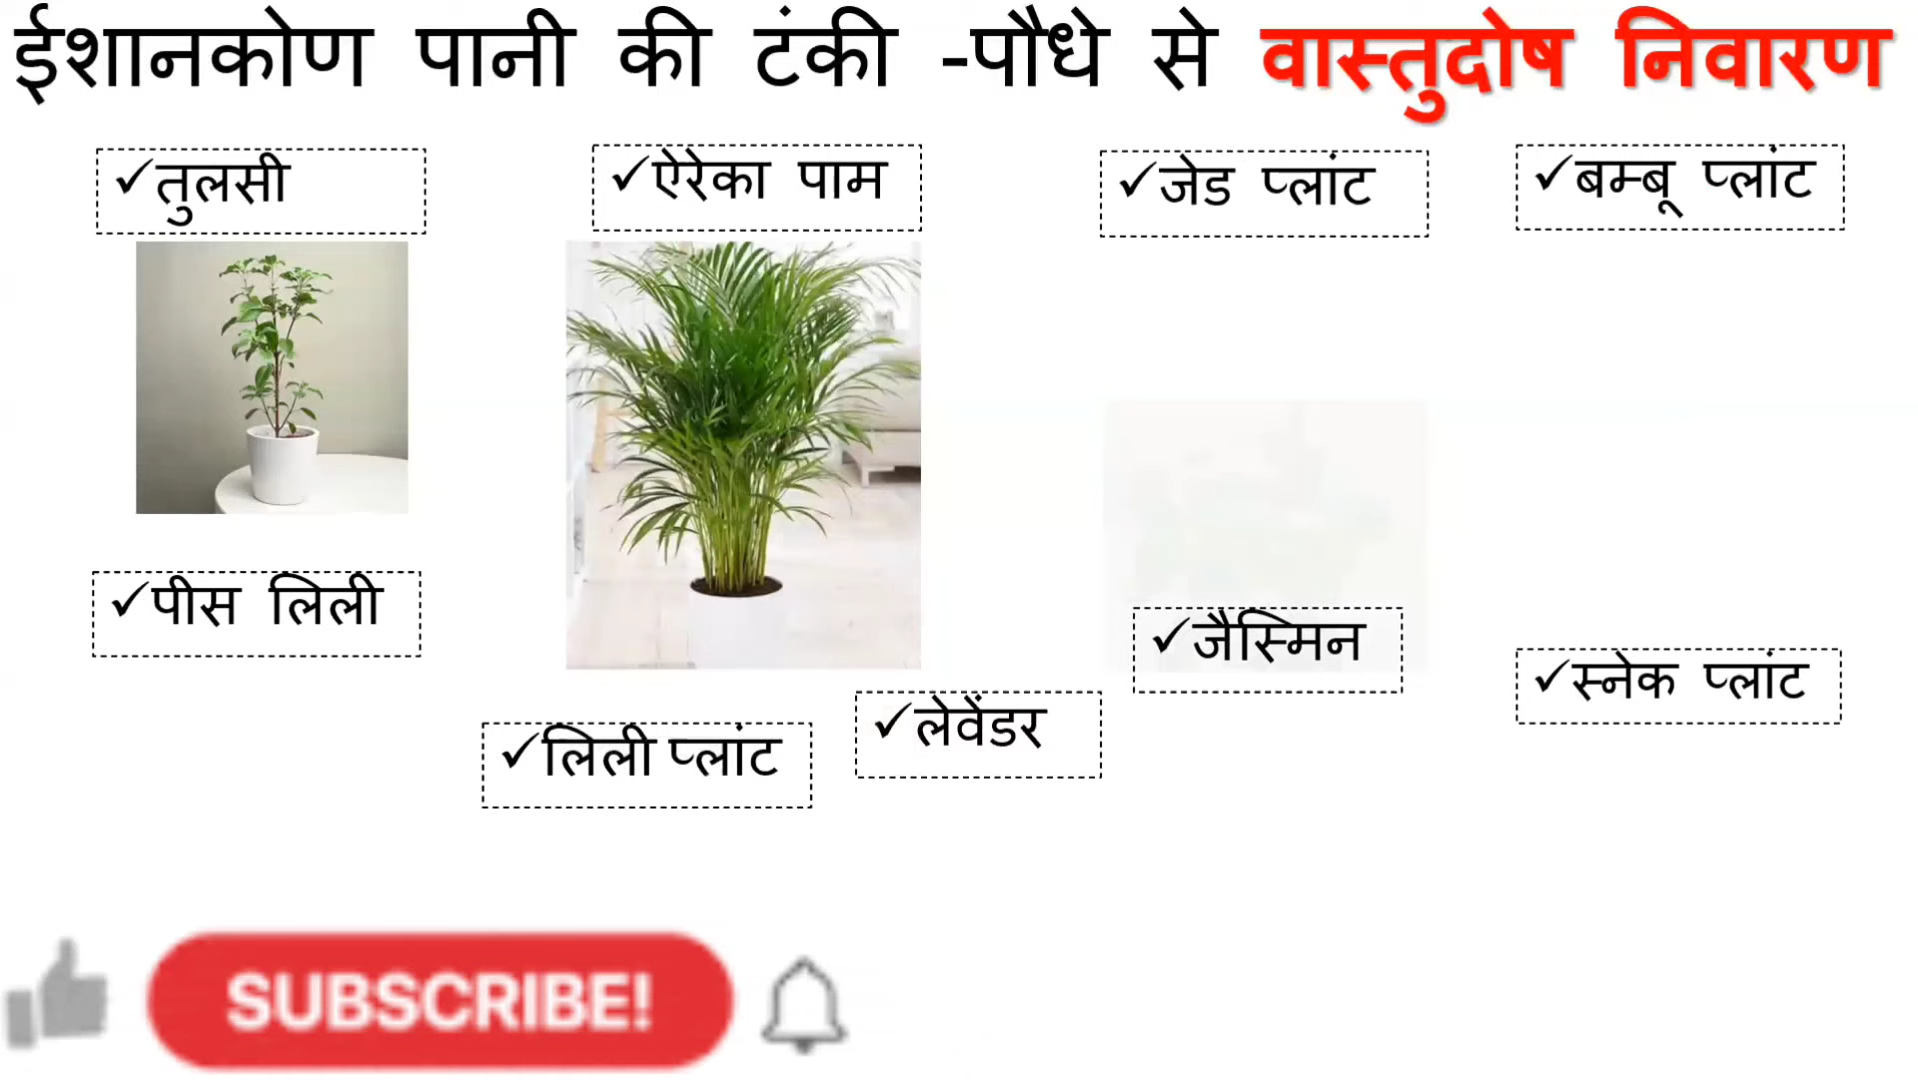 ईशानकोण पानी की टंकी -पौधे से वास्तुदोष निवारण
✓तुलसी
✓ऐरेका पाम
✓जेड प्लांट
✓बम्बू प्लांट
✓पीस लिली
✓जैस्मिन
✓स्नेक प्लांट
✓लिली प्लांट
✓लेवेंडर
SUBSCRIBE!